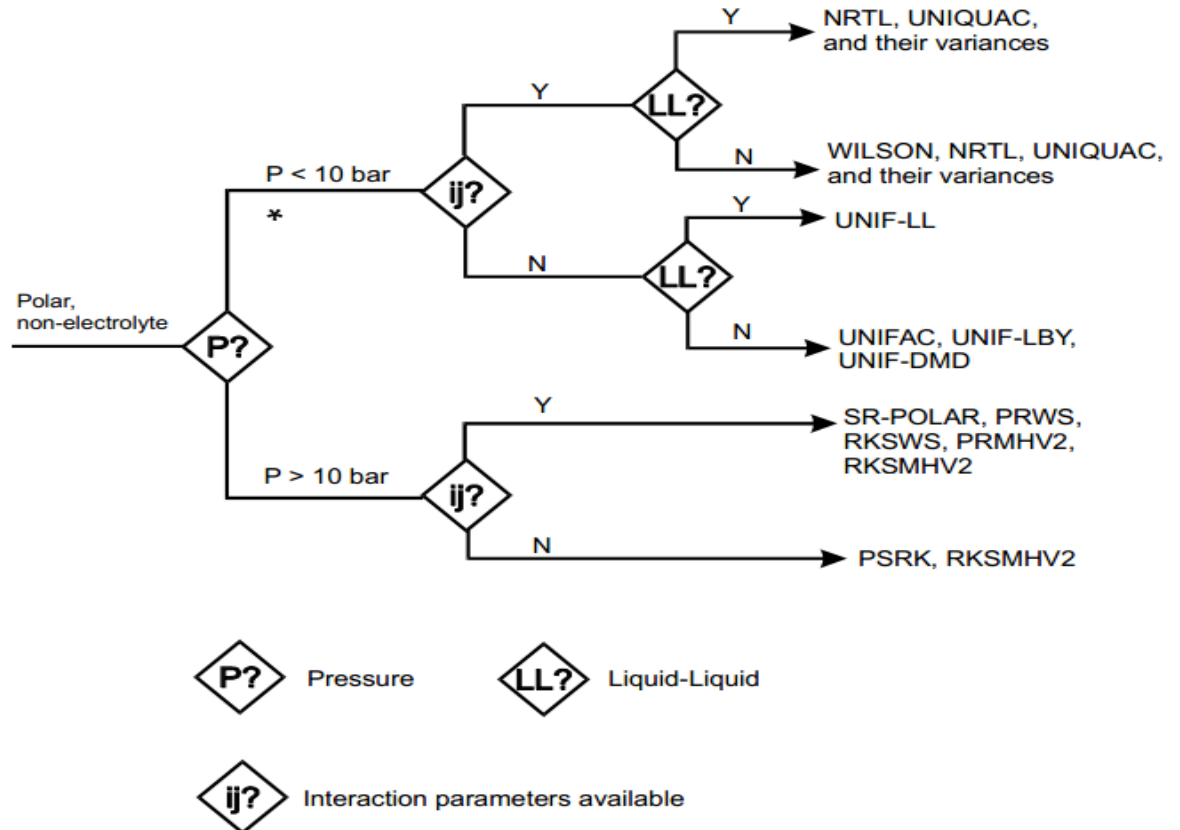 Y
NRTL, UNIQUAC,
and their variances
LL?
Y
N
WILSON, NRTL, UNIQUAC,
and their variances
P < 10 bar
*
ij?
Y
UNIF-LL
N
LL?
Polar,
non-electrolyte
P?
N
UNIFAC, UNIF-LBY,
UNIF-DMD
Y
SR-POLAR, PRWS,
RKSWS, PRMHV2,
RKSMHV2
P > 10 bar
ij?
N
PSRK, RKSMHV2
P?
Pressure
LL?
Liquid-Liquid
ij?
Interaction parameters available